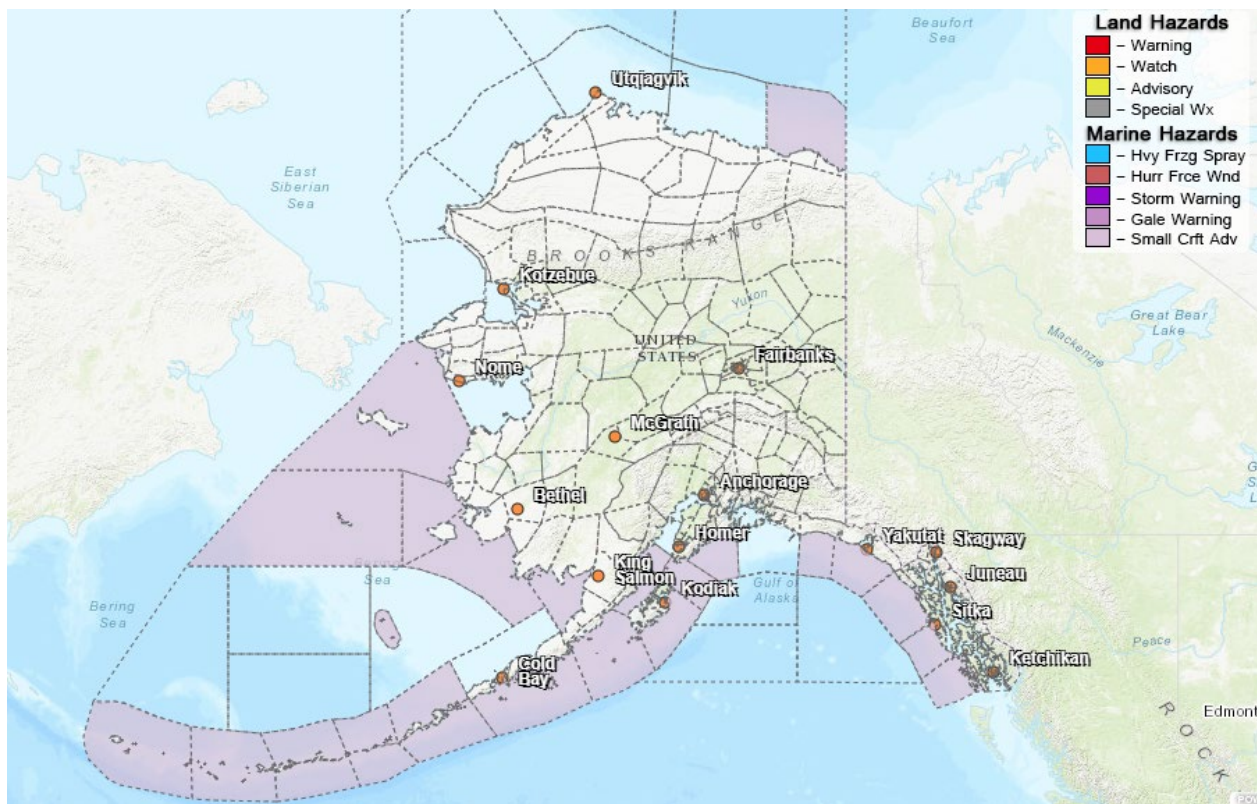 Beaufort
Sea
Land Hazards
– Warning
– Watch
– Advisory
– Special Wx
Marine Hazards
– Hvy Frzg Spray
– Hurr Frce Wnd
– Storm Warning
– Gale Warning
– Small Crft Adv
Utqiagvik
East
Siberian
Sea
BROOKS RANGE
Kotzebue
Yukon
Great Bear
Lake
Mackenzie
UNITED
STATES
Fairbanks
Nome
McGrath
Anchorage
Bethel
Homer
Yakutat
Skagway
King
Salmon
Kodiak
Gulf of
Alaska
Juneau
Sitka
Sea
Bering
Sea
Peace
Cold
Bay
Ketchikan
Edmont
ROCK